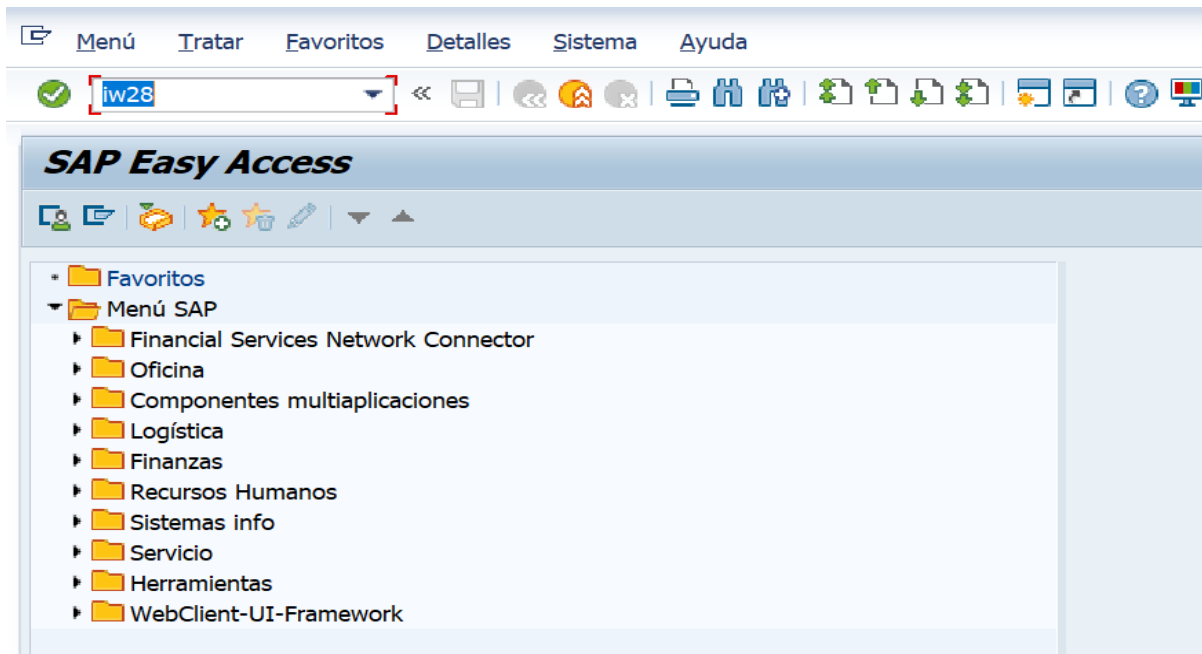 Menú Tratar Favoritos Detalles Sistema Ayuda
iw28
SAP Easy Access
Favoritos
Menú SAP
Financial Services Network Connector
Oficina
Componentes multiaplicaciones
Logística
Finanzas
Recursos Humanos
Sistemas info
Servicio
Herramientas
WebClient-UI-Framework